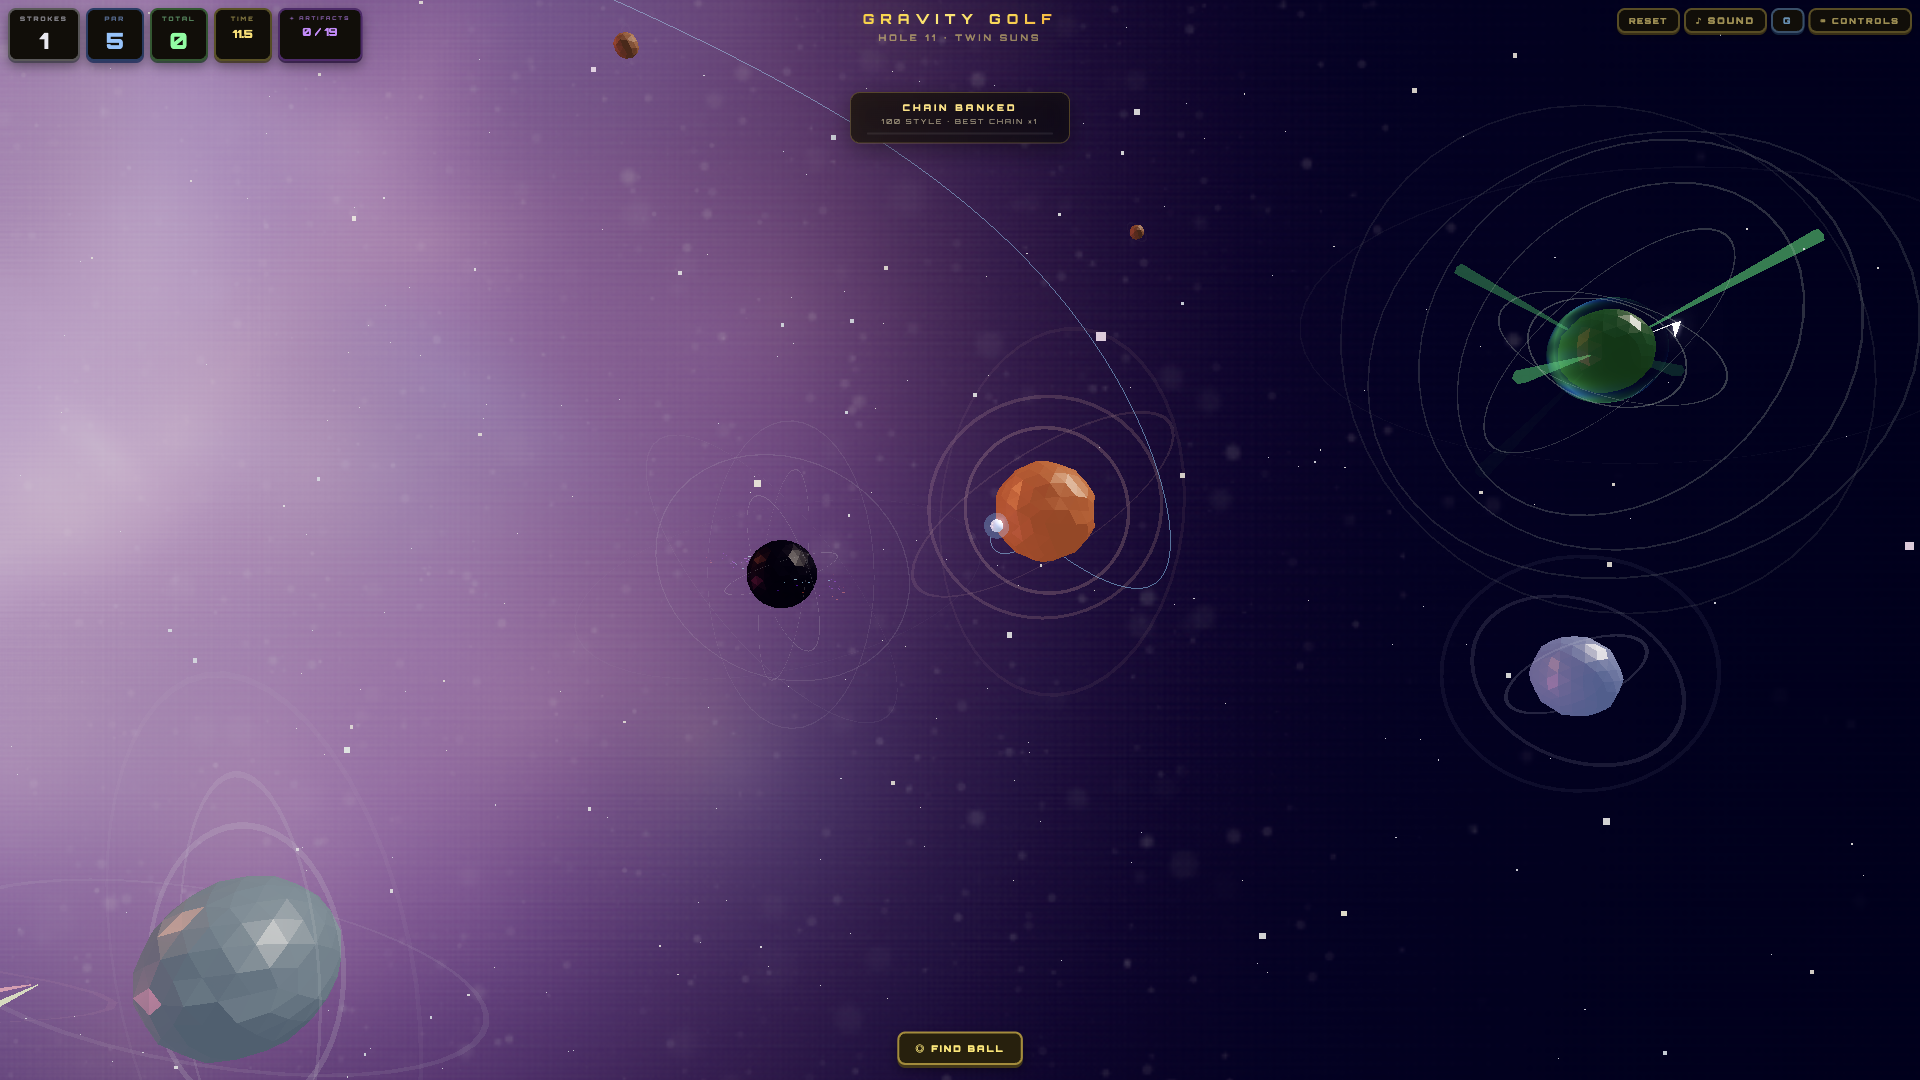 STROKES
1
PAR
5
TOTAL
0
TIME
11.5
✦ ARTIFACTS
0 / 19
GRAVITY GOLF
HOLE 11 · TWIN SUNS
RESET
♪ SOUND
G
≡ CONTROLS
CHAIN BANKED
100 STYLE · BEST CHAIN ×1
◎ FIND BALL